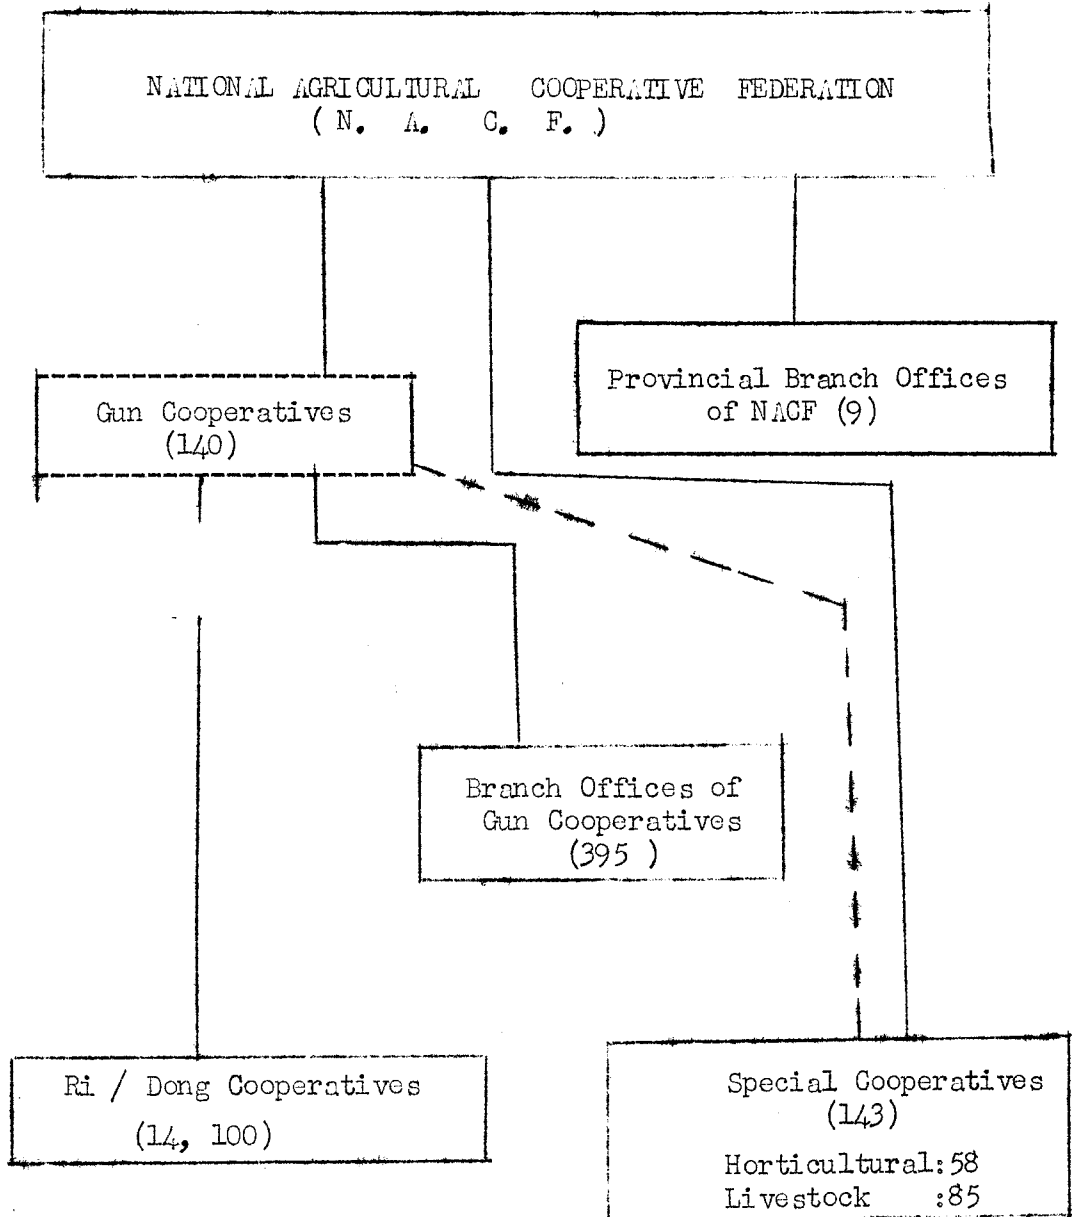 NATIONAL AGRICULTURAL COOPERATIVE FEDERATION
( N. A. C. F. )
Gun Cooperatives
(140)
Provincial Branch Offices
of NACF (9)
Branch Offices of
Gun Cooperatives
(395 )
Ri / Dong Cooperatives
(14, 100)
Special Cooperatives
(143)
Horticultural:58
Livestock :85